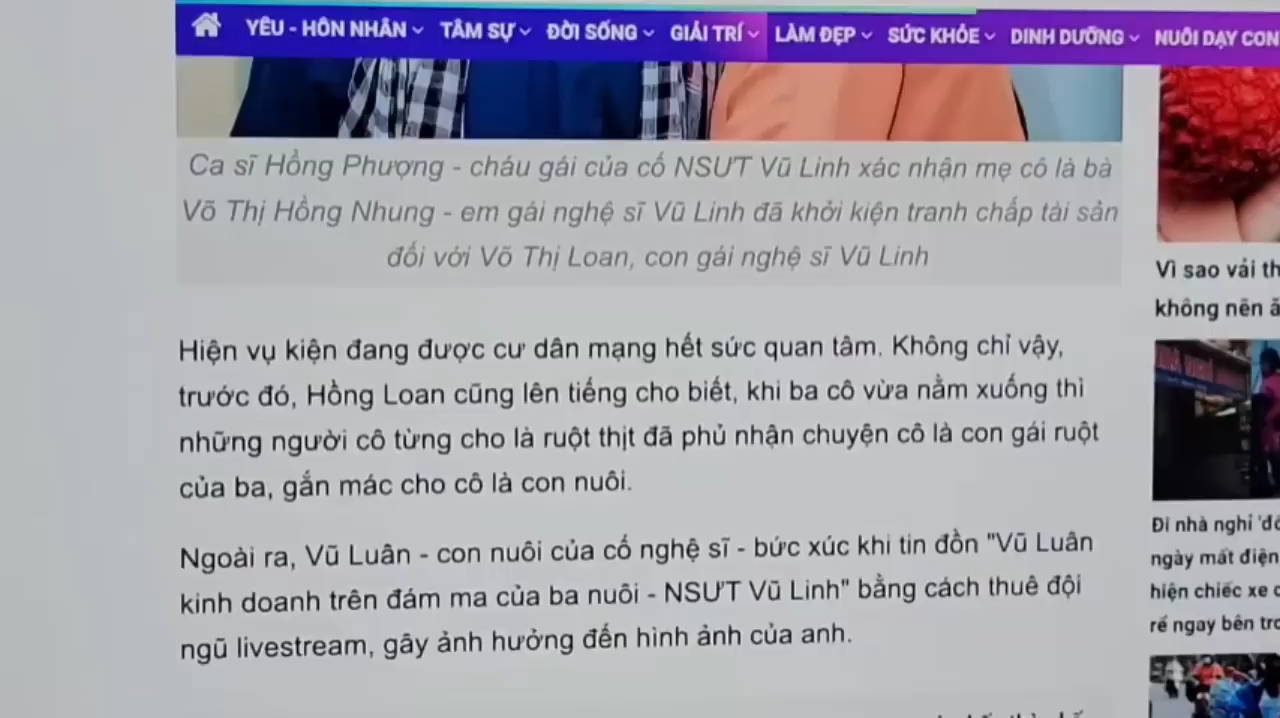 YÊU - HÔN NHÂN TÂM SỰ ĐỜI SỐNG GIẢI TRÍ LÀM ĐẸP SỨC KHỎE DINH DƯỠNG NUÔI DẠY CON
Ca sĩ Hồng Phượng - cháu gái của cố NSƯT Vũ Linh xác nhận mẹ cô là bà
Võ Thị Hồng Nhung - em gái nghệ sĩ Vũ Linh đã khởi kiện tranh chấp tài sản
đối với Võ Thị Loan, con gái nghệ sĩ Vũ Linh
Hiện vụ kiện đang được cư dân mạng hết sức quan tâm. Không chỉ vậy,
trước đó, Hồng Loan cũng lên tiếng cho biết, khi ba cô vừa nằm xuống thì
những người cô từng cho là ruột thịt đã phủ nhận chuyện cô là con gái ruột
của ba, gắn mác cho cô là con nuôi.
Ngoài ra, Vũ Luân - con nuôi của cố nghệ sĩ - bức xúc khi tin đồn "Vũ Luân
kinh doanh trên đám ma của ba nuôi - NSƯT Vũ Linh" bằng cách thuê đội
ngũ livestream, gây ảnh hưởng đến hình ảnh của anh.
Vì sao vải
không nên
Đi nhà nghỉ
ngày mất điện
hiện chiếc xe
rể ngay bên